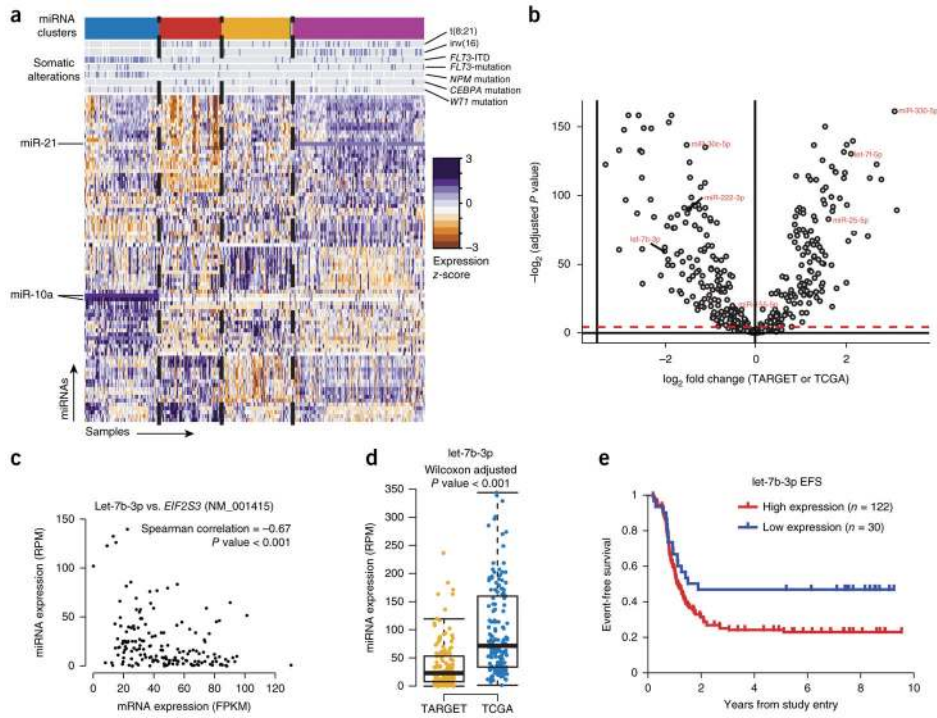 a
miRNA
clusters
Somatic
alterations
t(8;21)
inv(16)
FLT3-ITD
FLT3-mutation
NPM mutation
CEBPA mutation
WT1 mutation
miR-21
miR-10a
miRNAs
Samples
3
0
−3
Expression
z-score
b
−log2 (adjusted P value)
150
100
50
0
miR-330-5p
miR-30c-5p
let-7f-5p
miR-222-3p
miR-25-5p
let-7b-3p
−2
0
2
log2 fold change (TARGET or TCGA)
c
Let-7b-3p vs. EIF2S3 (NM_001415)
Spearman correlation = −0.67
P value < 0.001
miRNA expression (RPM)
150
100
50
0
0
20
40
60
80
100
120
mRNA expression (FPKM)
d
let-7b-3p
Wilcoxon adjusted
P value < 0.001
miRNA expression (RPM)
350
300
250
200
150
100
50
0
TARGET
TCGA
e
let-7b-3p EFS
High expression (n = 122)
Low expression (n = 30)
Event-free survival
1
0.8
0.6
0.4
0.2
0
2
4
6
8
10
Years from study entry